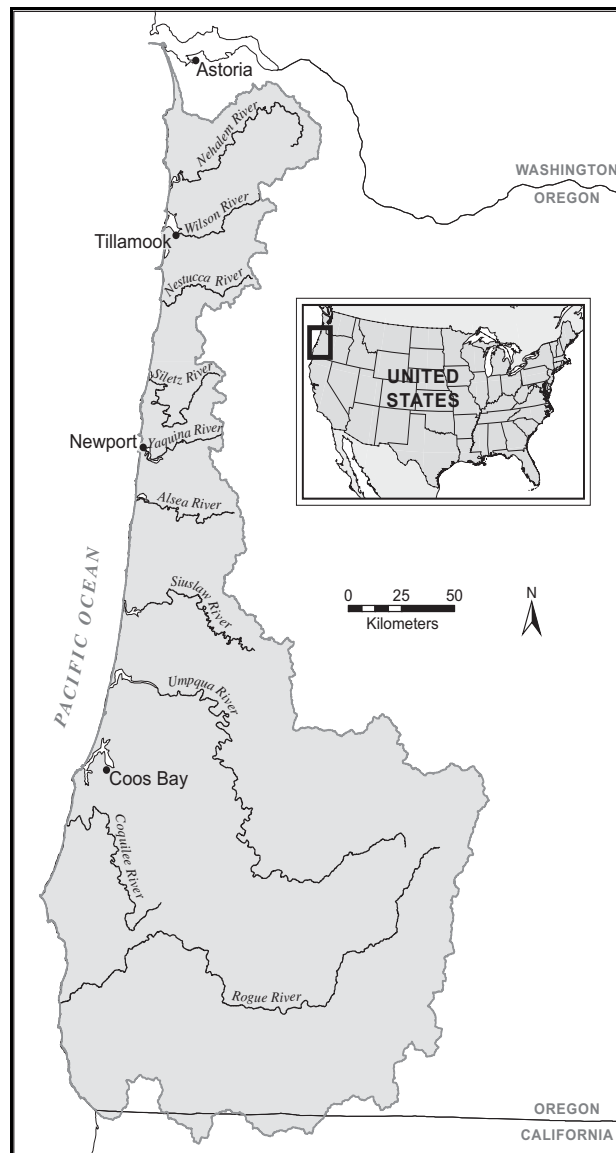 Astoria
Nehalem River
WASHINGTON
OREGON
Wilson River
Tillamook
Nestucca River
UNITED
STATES
Siletz River
Newport
Yaquina River
Alsea River
PACIFIC OCEAN
Siuslaw
River
0 25 50
Kilometers
N
Umpqua River
Coos Bay
Coquilee River
Rogue River
OREGON
CALIFORNIA